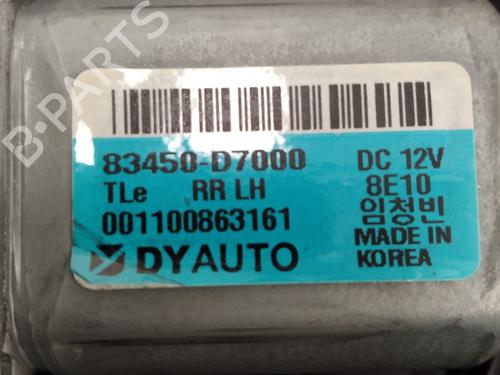 83450-D7000 DC 12V
TLe RR LH 8E10
001100863161 임청빈
DYAUTO MADE IN
KOREA
B-PARTS